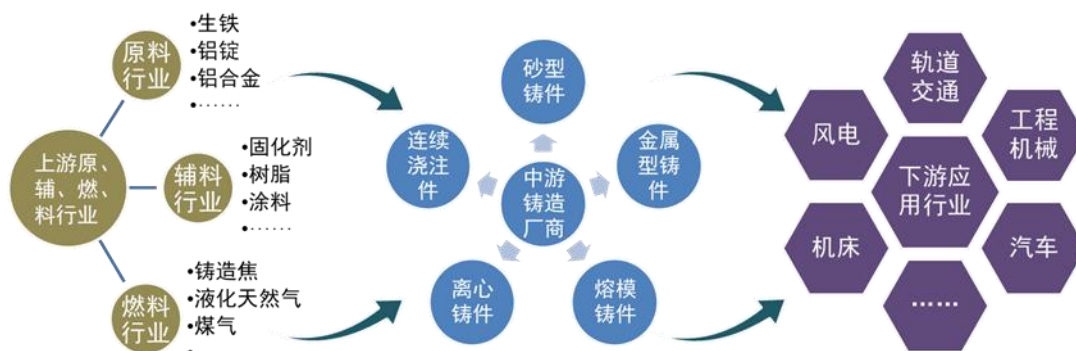 原料
行业
•生铁
•铝锭
•铝合金
•……
上游原、
辅、燃、
料行业
辅料
行业
•固化剂
•树脂
•涂料
•……
燃料
行业
•铸造焦
•液化天然气
•煤气
砂型
铸件
连续
浇注
件
金属
型铸
件
中游
铸造
厂商
离心
铸件
熔模
铸件
轨道
交通
风电
工程
机械
下游应
用行业
机床
汽车
……